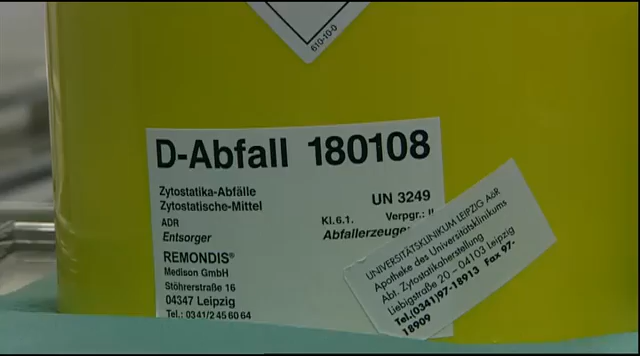 610-10-0
D-Abfall 180108
Zytostatika-Abfälle
Zytostatische-Mittel
UN 3249
ADR
Kl.6.1. Verpgr.:
Entsorger
Abfallerzeuger
REMONDIS®
Medison GmbH
Stöhrerstraße 16
04347 Leipzig
Tel.: 0341/2 45 60 64
UNIVERSITÄTSKLINIKUM LEIPZIG AöR
Apotheke des Universitätsklinikums
Abt. Zytostatikaherstellung
Liebigstraße 20 – 04103 Leipzig
Tel.(0341)97-18913 Fax 97-
18909